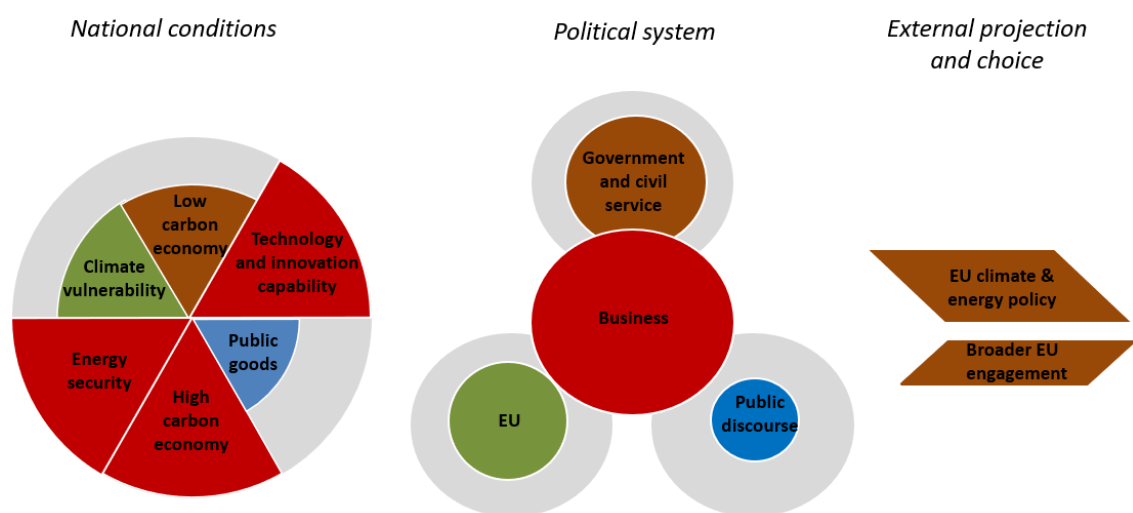 National conditions
Political system
External projection
and choice
Low
carbon
economy
Technology
and innovation
capability
Climate
vulnerability
Energy
security
High
carbon
economy
Public
goods
Government
and civil
service
Business
EU
Public
discourse
EU climate &
energy policy
Broader EU
engagement